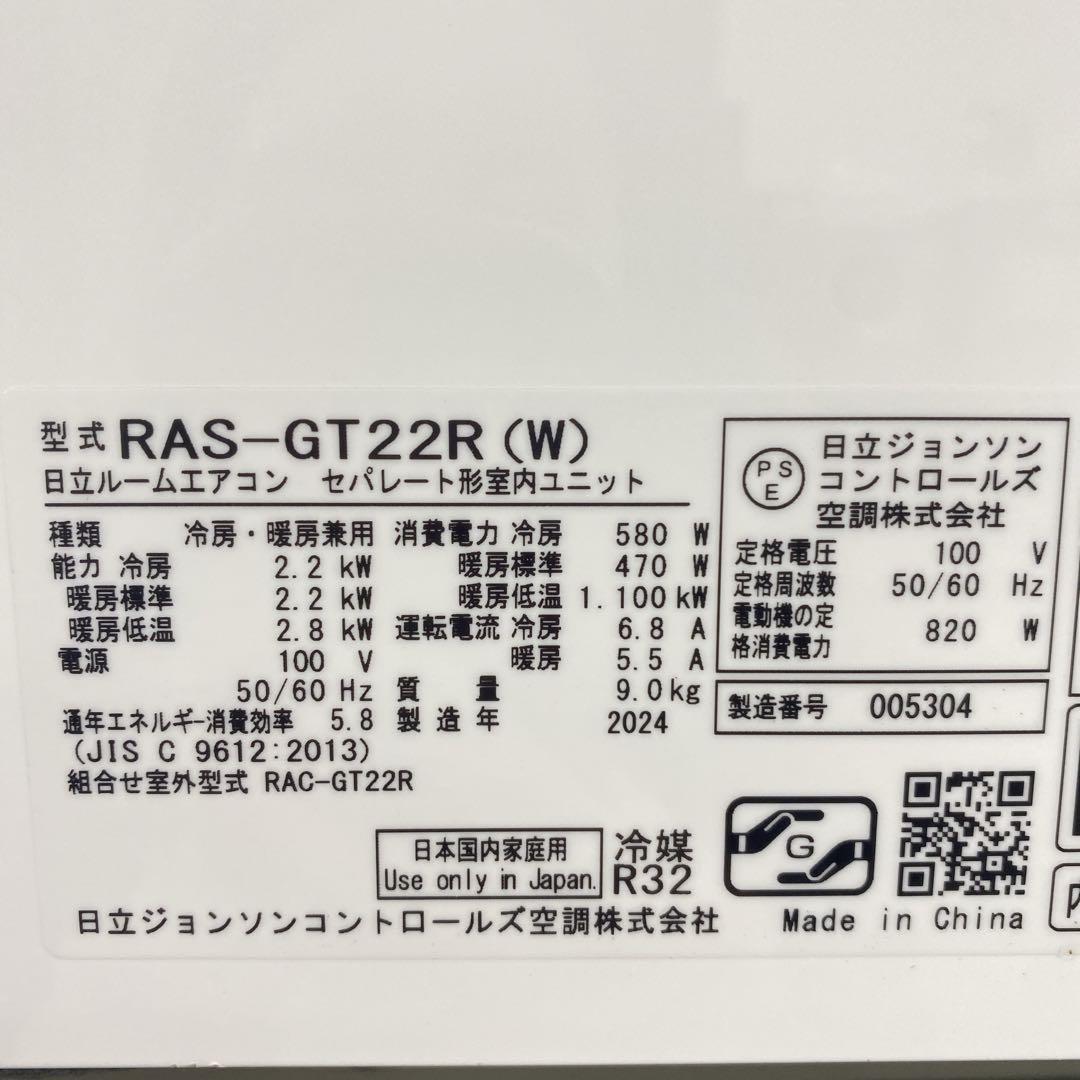 型式 RAS-GT22R(W)
日立ルームエアコン セパレート形室内ユニット
種類 冷房・暖房兼用
能力 冷房 2.2 kW
暖房標準 2.2 kW
暖房低温 2.8 kW
電源 100 V
50/60 Hz
通年エネルギー消費効率 5.8
(JIS C 9612:2013)
組合せ室外型式 RAC-GT22R
消費電力 冷房 580 W
暖房標準 470 W
暖房低温 1.100 kW
運転電流 冷房 6.8 A
暖房 5.5 A
質量 9.0kg
製造年 2024
PS
E
日立ジョンソン
コントロールズ
空調株式会社
定格電圧 100 V
定格周波数 50/60 Hz
電動機の定
格消費電力 820 W
製造番号 005304
日本国内家庭用
Use only in Japan.
冷媒
R32
G
日立ジョンソンコントロールズ空調株式会社
Made in China